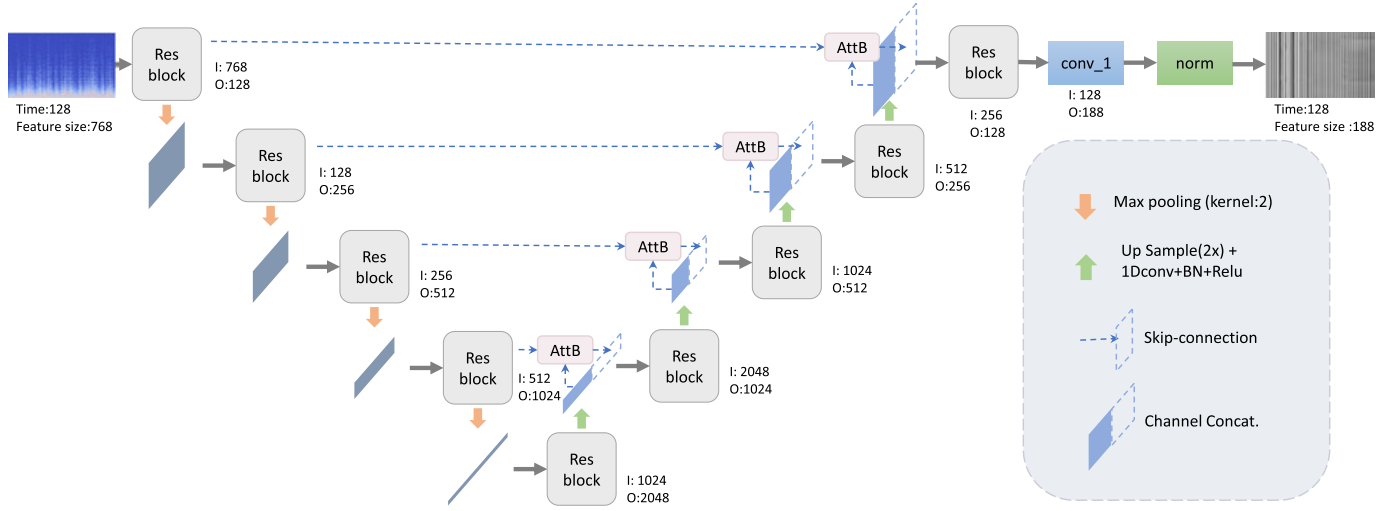 Res
block
I: 768
O:128
Time:128
Feature size:768
AttB
Res
block
I: 256
O:128
conv_1
I: 128
O:188
norm
Time:128
Feature size :188
Res
block
I: 128
O:256
AttB
Res
block
I: 512
O:256
Res
block
I: 256
O:512
AttB
Res
block
I: 1024
O:512
Res
block
I: 512
O:1024
AttB
Res
block
I: 2048
O:1024
Res
block
I: 1024
O:2048
Max pooling (kernel:2)
Up Sample(2x) +
1Dconv+BN+Relu
Skip-connection
Channel Concat.